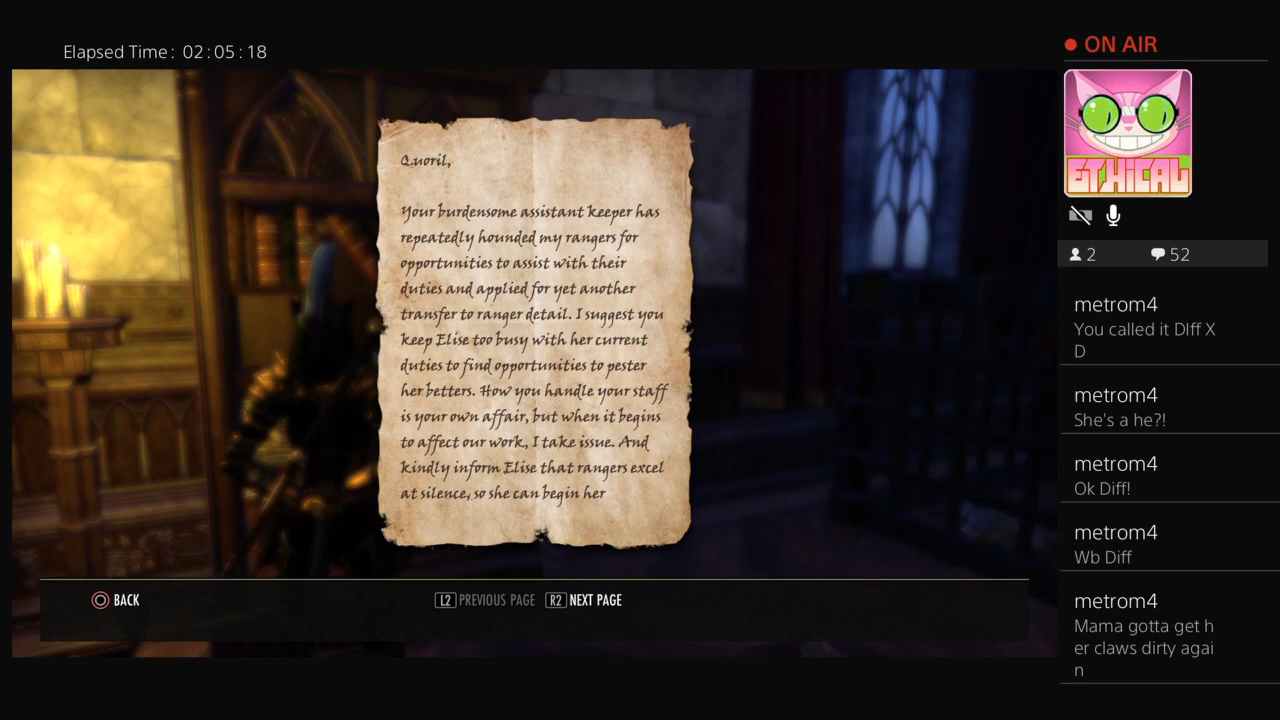 Elapsed Time: 02:05:18
Quoril,
Your burdensome assistant keeper has
repeatedly hounded my rangers for
opportunities to assist with their
duties and applied for yet another
transfer to ranger detail. I suggest you
keep Elise too busy with her current
duties to find opportunities to pester
her betters. How you handle your staff
is your own affair, but when it begins
to affect our work, I take issue. And
kindly inform Elise that rangers excel
at silence, so she can begin her
BACK
L2 PREVIOUS PAGE R2 NEXT PAGE
ON AIR
ETHICAL
2 52
metrom4
You called it DIff X
D
metrom4
She's a he?!
metrom4
Ok Diff!
metrom4
Wb Diff
metrom4
Mama gotta get h
er claws dirty agai
n